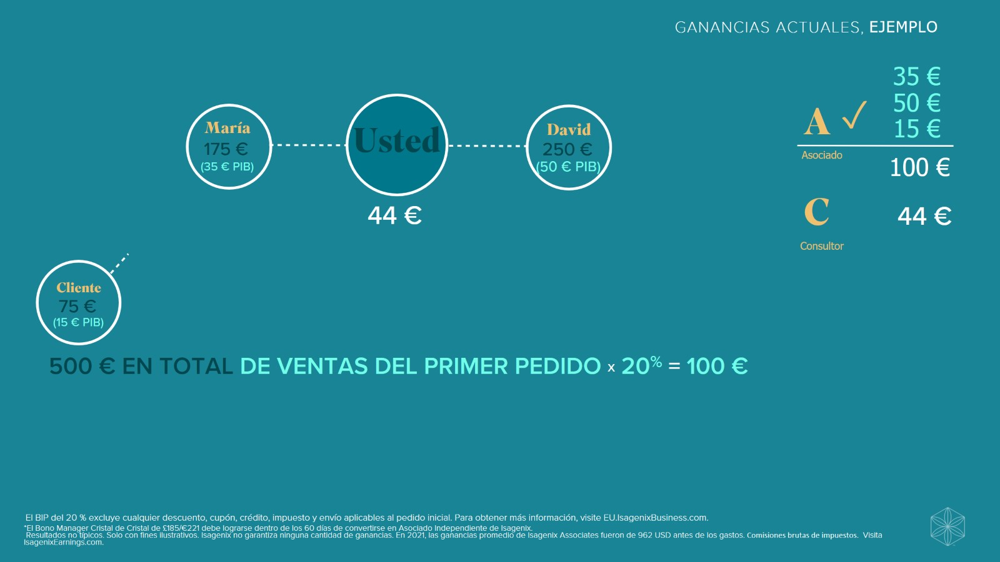 GANANCIAS ACTUALES, EJEMPLO
María
175 €
(35 € PIB)
Usted
44 €
David
250 €
(50 € PIB)
35 €
50 €
15 €
A ✓
Asociado
100 €
C
44 €
Consultor
Cliente
75 €
(15 € PIB)
500 € EN TOTAL DE VENTAS DEL PRIMER PEDIDO x 20% = 100 €
El BIP del 20 % excluye cualquier descuento, cupón, crédito, impuesto y envío aplicables al pedido inicial. Para obtener más información, visite EU.IsagenixBusiness.com.
*El Bono Manager Cristal de Cristal de £185/€221 debe lograrse dentro de los 60 días de convertirse en Asociado Independiente de Isagenix.
Resultados no típicos. Solo con fines ilustrativos. Isagenix no garantiza ninguna cantidad de ganancias. En 2021, las ganancias promedio de Isagenix Associates fueron de 962 USD antes de los gastos. Comisiones brutas de impuestos. Visita
IsagenixEarnings.com.